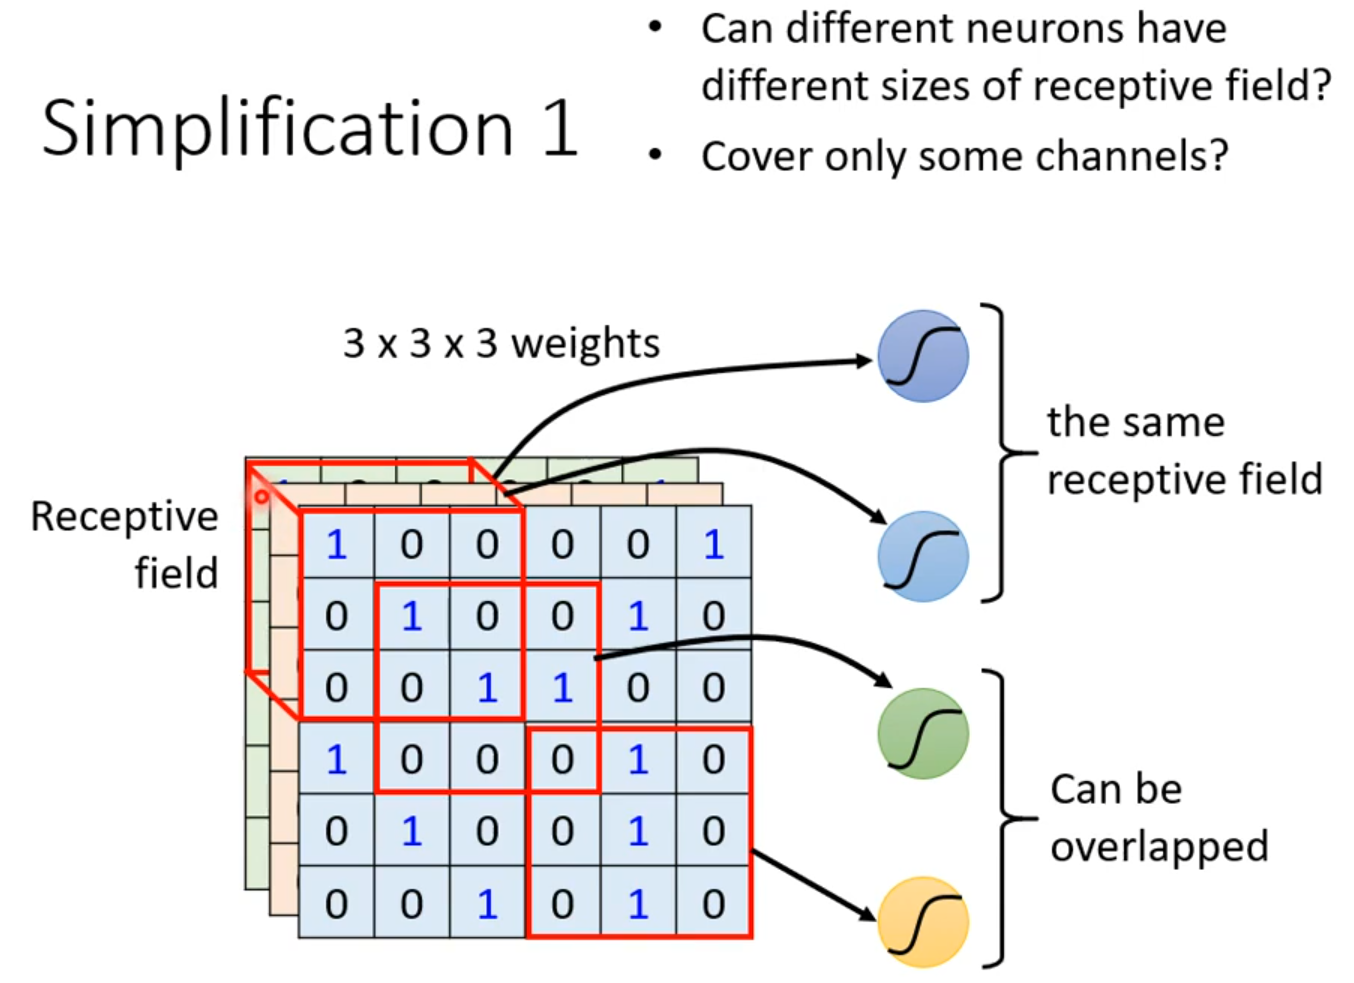 Simplification 1
• Can different neurons have
different sizes of receptive field?
• Cover only some channels?
3 x 3 x 3 weights
the same
receptive field
Receptive
field
1 0 0 0 0 1
0 1 0 0 1 0
0 0 1 1 0 0
1 0 0 0 1 0
0 1 0 0 1 0
0 0 1 0 1 0
Can be
overlapped